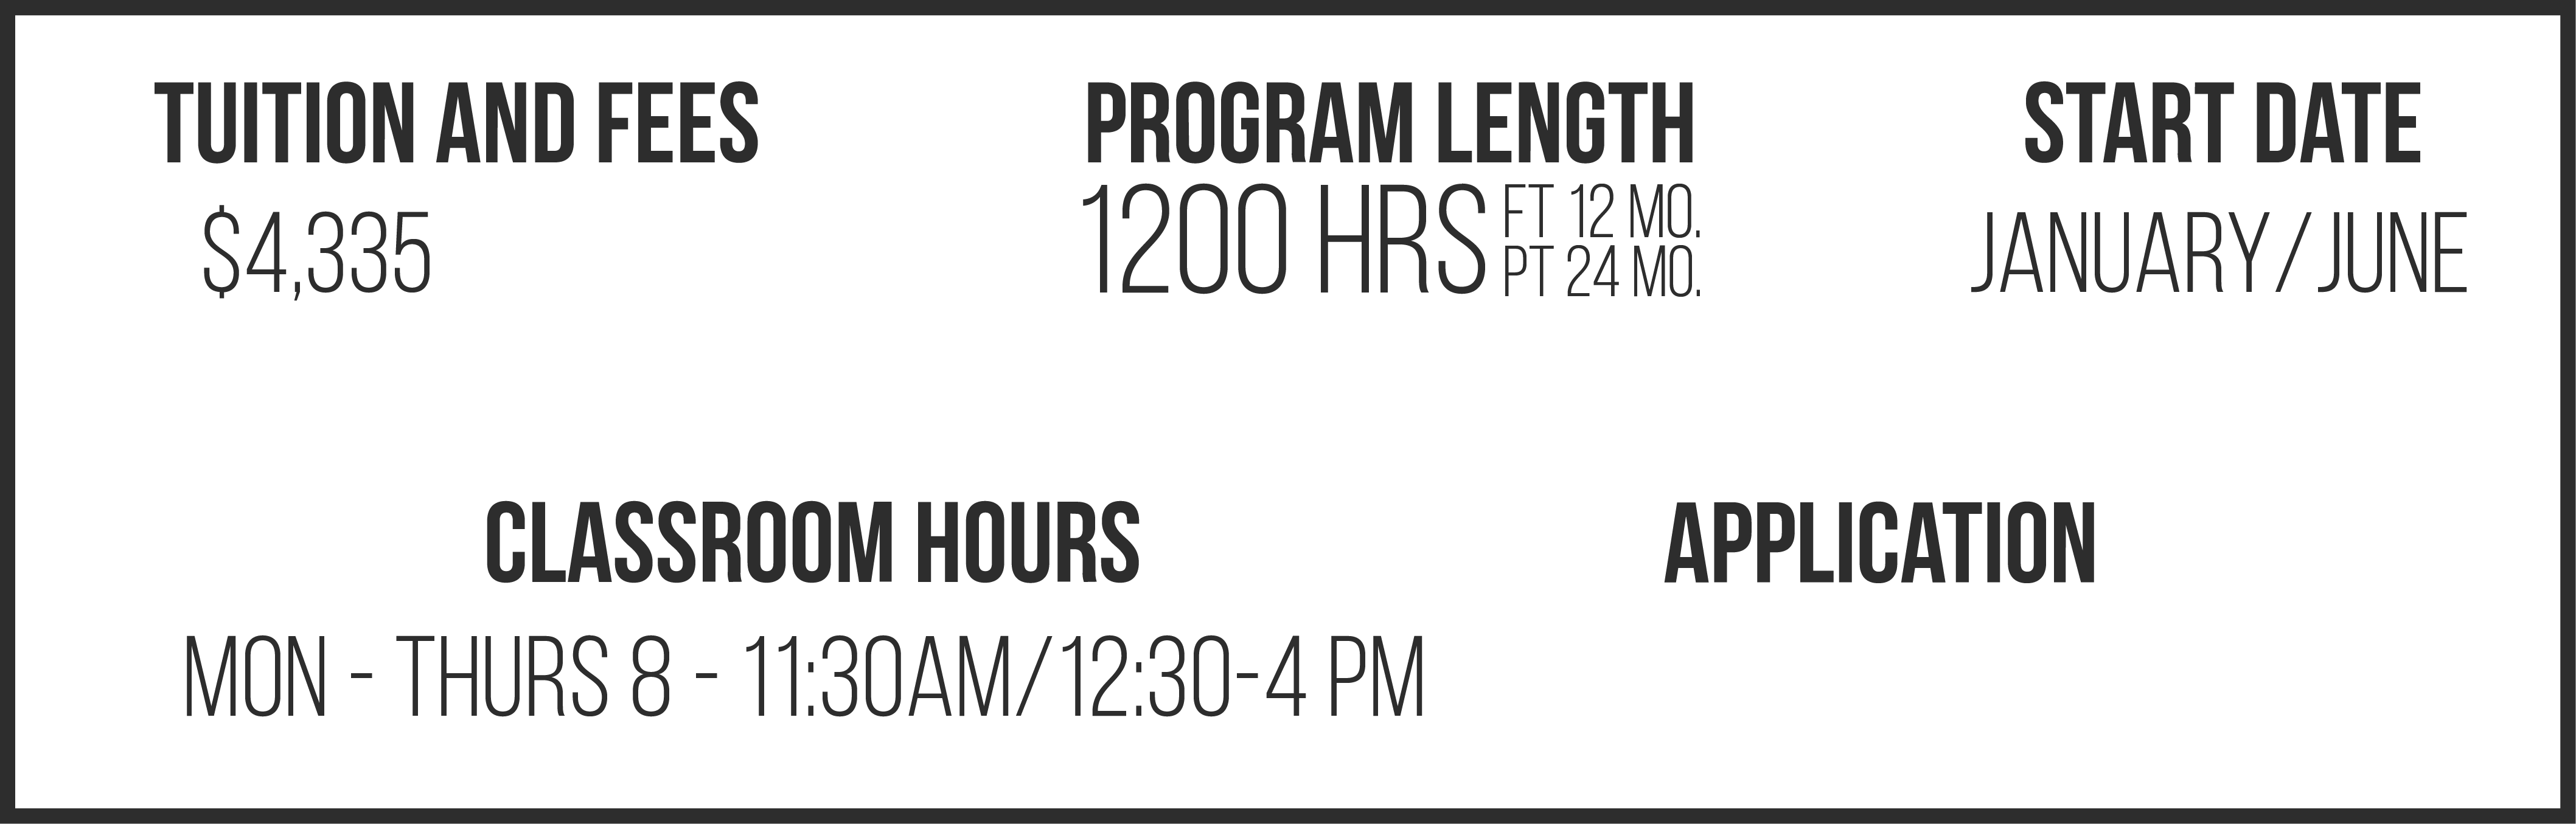 TUITION AND FEES
$4,335
PROGRAM LENGTH
1200 HRS
FT 12 MO.
PT 24 MO.
START DATE
JANUARY/JUNE
CLASSROOM HOURS
MON - THURS 8 - 11:30AM/12:30-4 PM
APPLICATION